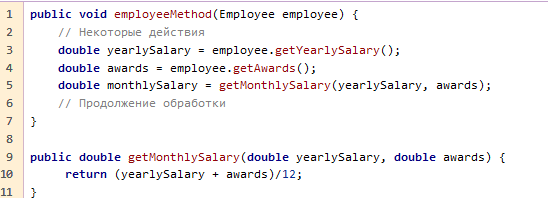 1 public void employeeMethod(Employee employee) {
2     // Некоторые действия
3     double yearlySalary = employee.getYearlySalary();
4     double awards = employee.getAwards();
5     double monthlySalary = getMonthlySalary(yearlySalary, awards);
6     // Продолжение обработки
7 }
8
9 public double getMonthlySalary(double yearlySalary, double awards) {
10      return (yearlySalary + awards)/12;
11 }